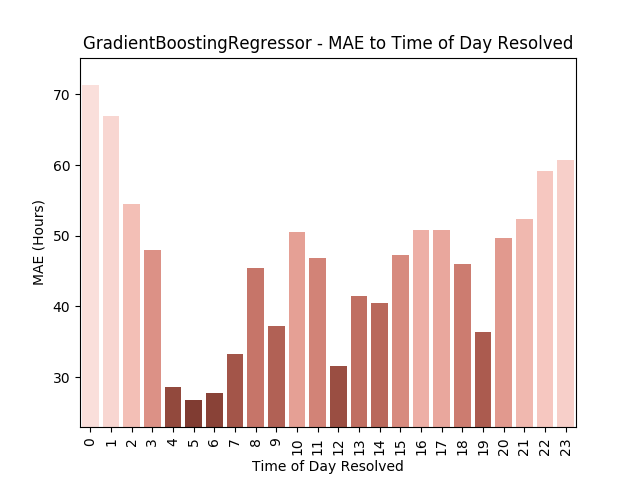 GradientBoostingRegressor - MAE to Time of Day Resolved
MAE (Hours)
70
60
50
40
30
0 1 2 3 4 5 6 7 8 9 10 11 12 13 14 15 16 17 18 19 20 21 22 23
Time of Day Resolved